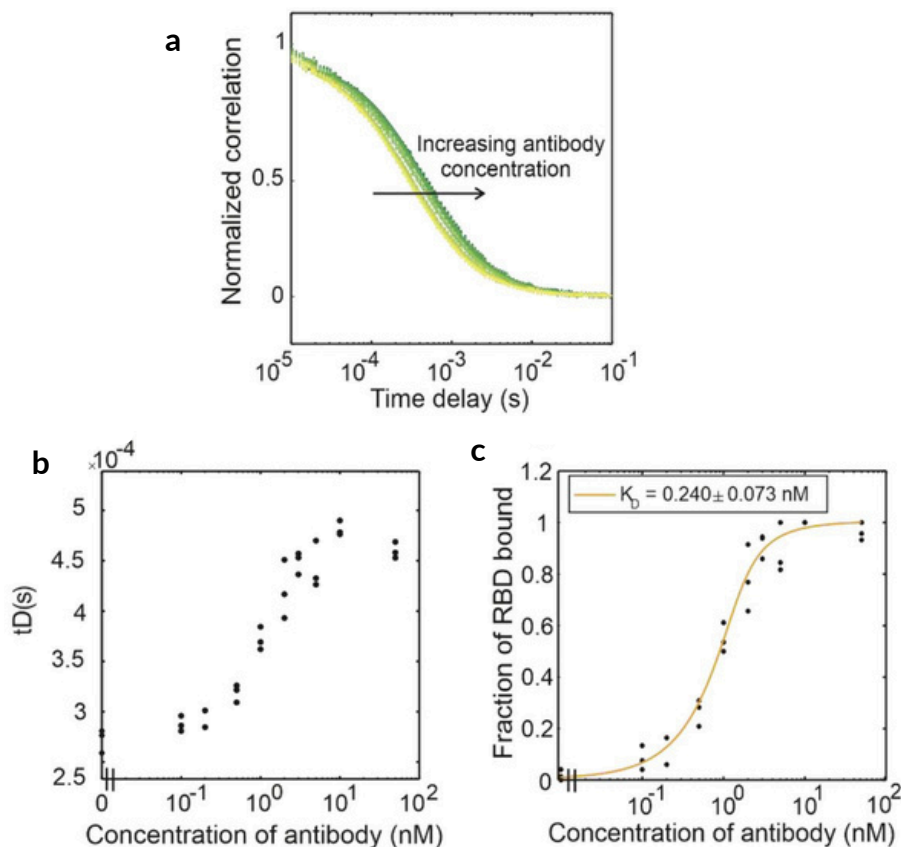 a
Normalized correlation
1
0.5
0
Increasing antibody
concentration
10-5
10-4
10-3
10-2
10-1
Time delay (s)
b
×10-4
tD(s)
5
4.5
4
3.5
3
2.5
0
10-1
100
101
102
Concentration of antibody (nM)
c
Fraction of RBD bound
1.2
1
0.8
0.6
0.4
0.2
0
KD = 0.240± 0.073 nM
10-1
100
101
102
Concentration of antibody (nM)